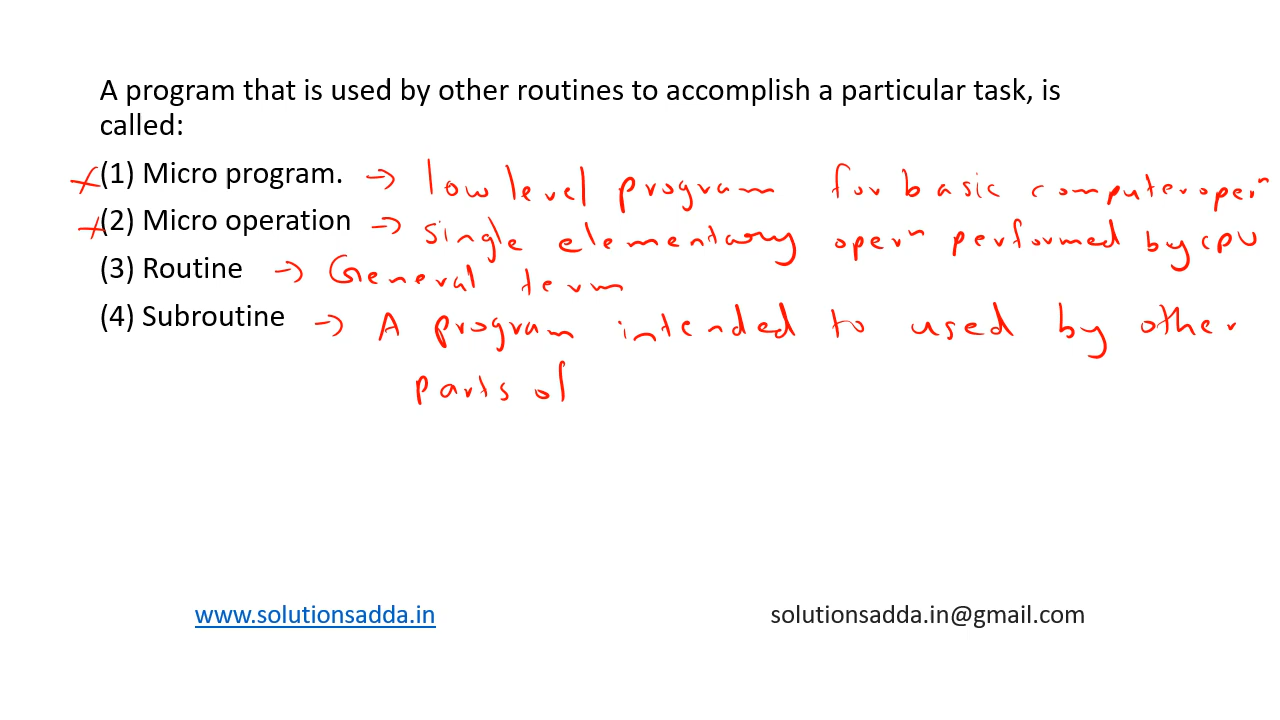 A program that is used by other routines to accomplish a particular task, is
called:
(1) Micro program. → low level program for basic computer opern
(2) Micro operation → single elementary opern performed by CPU
(3) Routine → General term
(4) Subroutine → A program intended to used by other
parts of
www.solutionsadda.in
solutionsadda.in@gmail.com